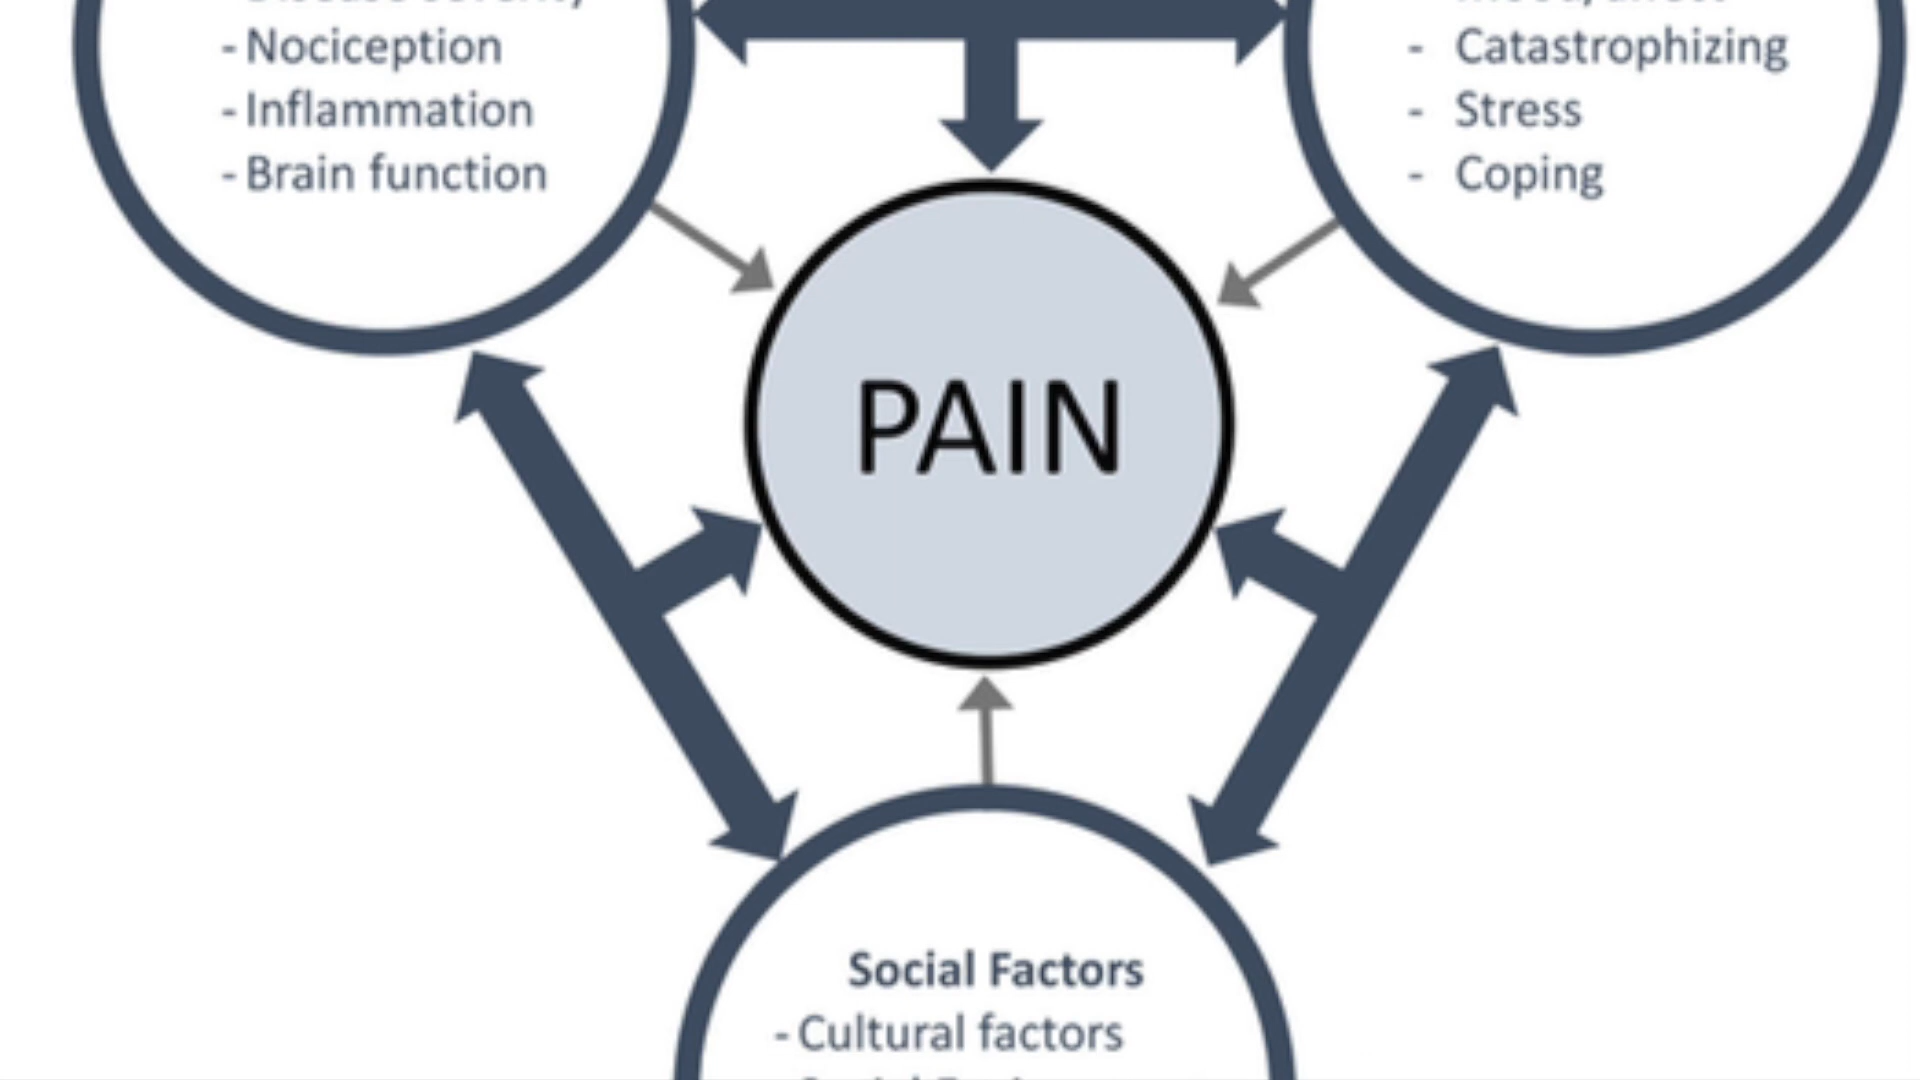 - Nociception
- Inflammation
- Brain function
- Catastrophizing
- Stress
- Coping
PAIN
Social Factors
- Cultural factors